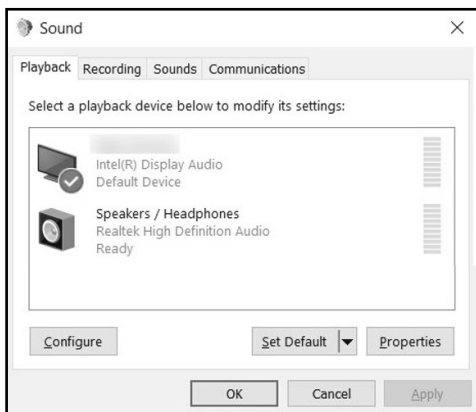 Sound
Playback Recording Sounds Communications
Select a playback device below to modify its settings:
Intel(R) Display Audio
Default Device
Speakers / Headphones
Realtek High Definition Audio
Ready
Configure Set Default Properties
OK Cancel Apply